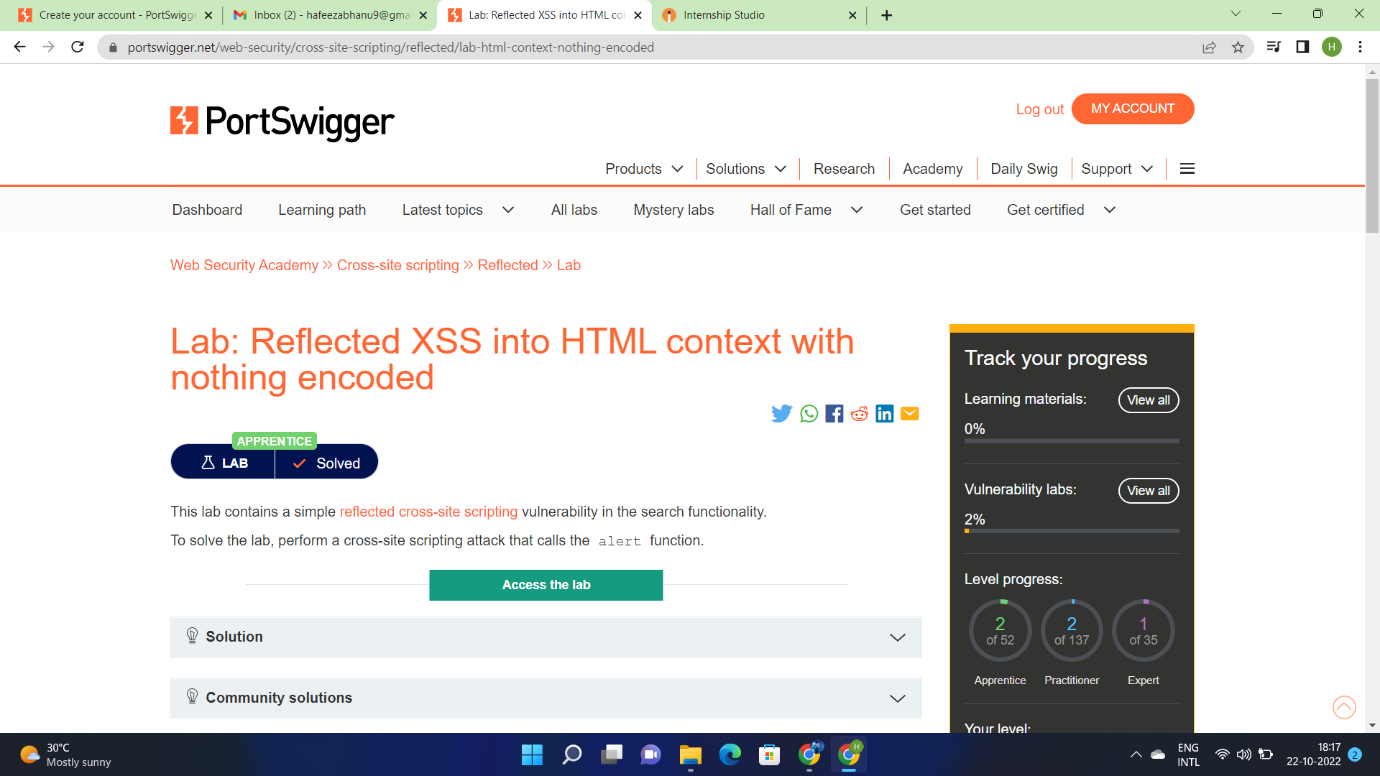 Create your account - PortSwigg
Inbox (2) - hafeezabhanu9@gma
Lab: Reflected XSS into HTML co
Internship Studio
portswigger.net/web-security/cross-site-scripting/reflected/lab-html-context-nothing-encoded
H
PortSwigger
Log out
MY ACCOUNT
Products
Solutions
Research
Academy
Daily Swig
Support
Dashboard
Learning path
Latest topics
All labs
Mystery labs
Hall of Fame
Get started
Get certified
Web Security Academy >> Cross-site scripting >> Reflected >> Lab
Lab: Reflected XSS into HTML context with
nothing encoded
APPRENTICE
LAB
Solved
This lab contains a simple reflected cross-site scripting vulnerability in the search functionality.
To solve the lab, perform a cross-site scripting attack that calls the alert function.
Access the lab
Solution
Community solutions
Track your progress
Learning materials:
View all
0%
Vulnerability labs:
View all
2%
Level progress:
2
of 52
2
of 137
1
of 35
Apprentice
Practitioner
Expert
Your level:
30°C
Mostly sunny
ENG
INTL
18:17
22-10-2022
2